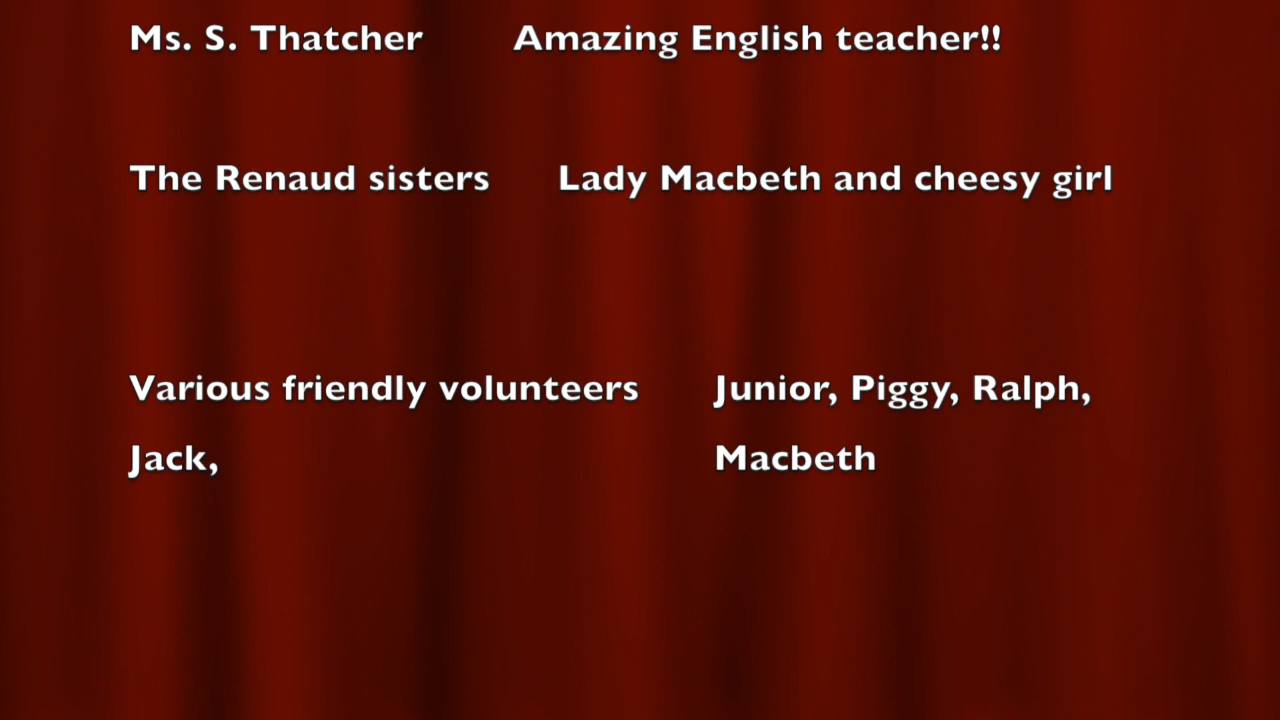 Ms. S. Thatcher Amazing English teacher!!
The Renaud sisters Lady Macbeth and cheesy girl
Various friendly volunteers Junior, Piggy, Ralph,
Jack, Macbeth